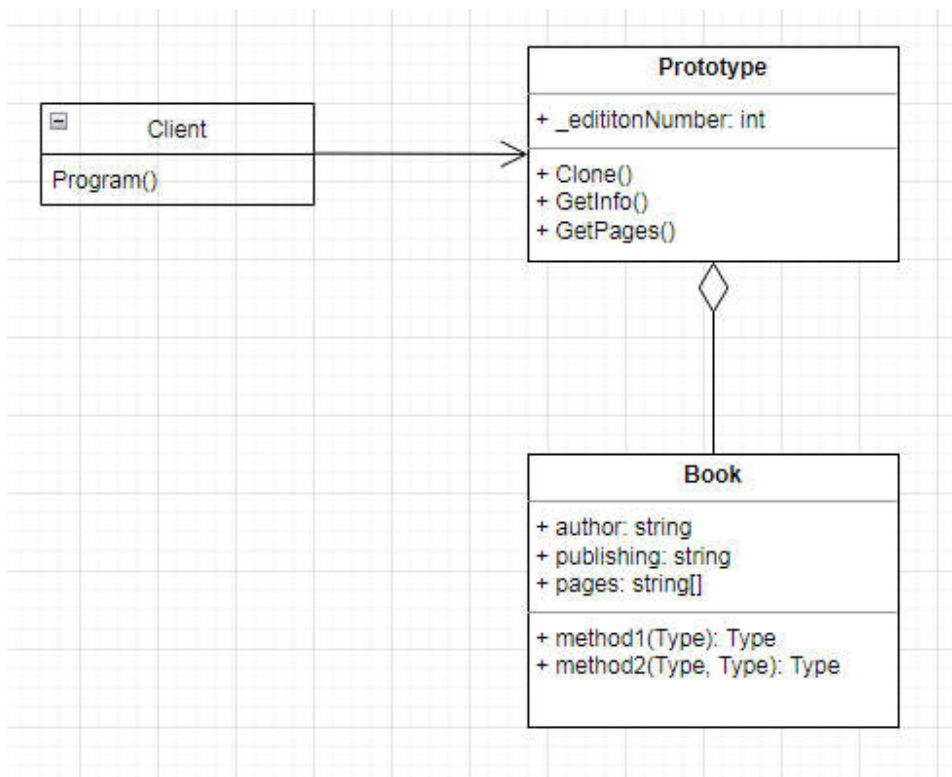 Client
Program()
Prototype
+ _edititonNumber: int
+ Clone()
+ GetInfo()
+ GetPages()
Book
+ author: string
+ publishing: string
+ pages: string[]
+ method1(Type): Type
+ method2(Type, Type): Type